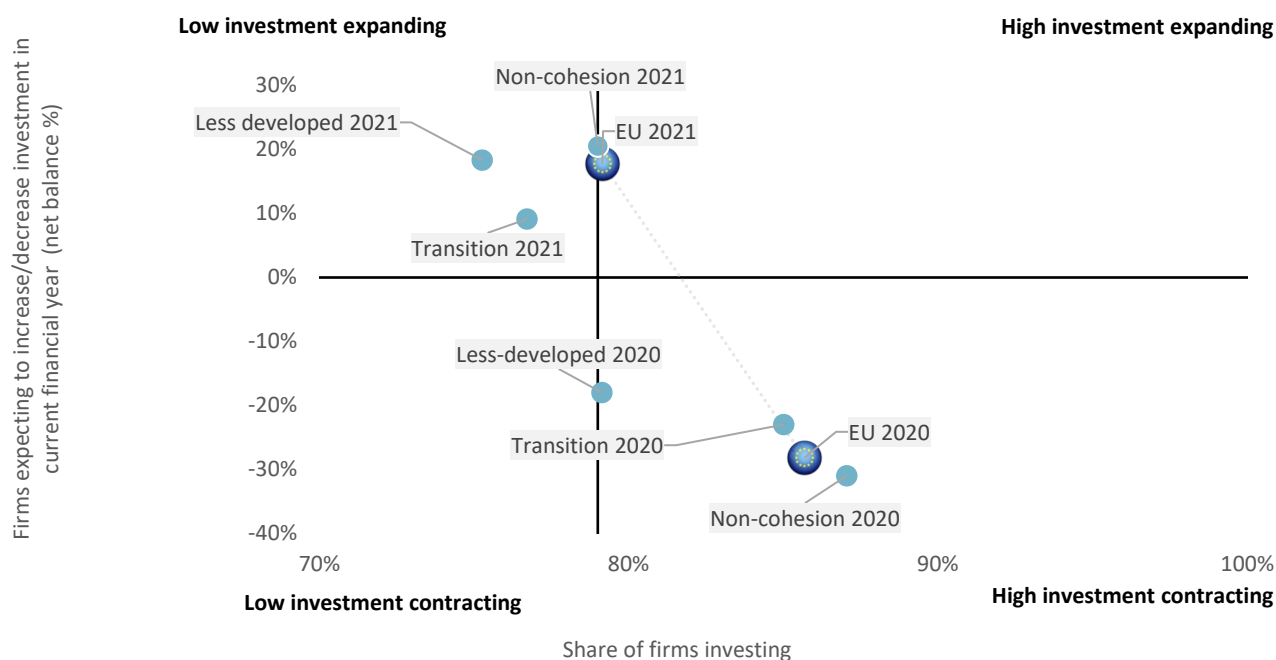 Low investment expanding
High investment expanding
Firms expecting to increase/decrease investment in
current financial year  (net balance %)
30%
20%
10%
0%
-10%
-20%
-30%
-40%
Non-cohesion 2021
Less developed 2021
EU 2021
Transition 2021
Less-developed 2020
Transition 2020
EU 2020
Non-cohesion 2020
70%
80%
90%
100%
Low investment contracting
High investment contracting
Share of firms investing